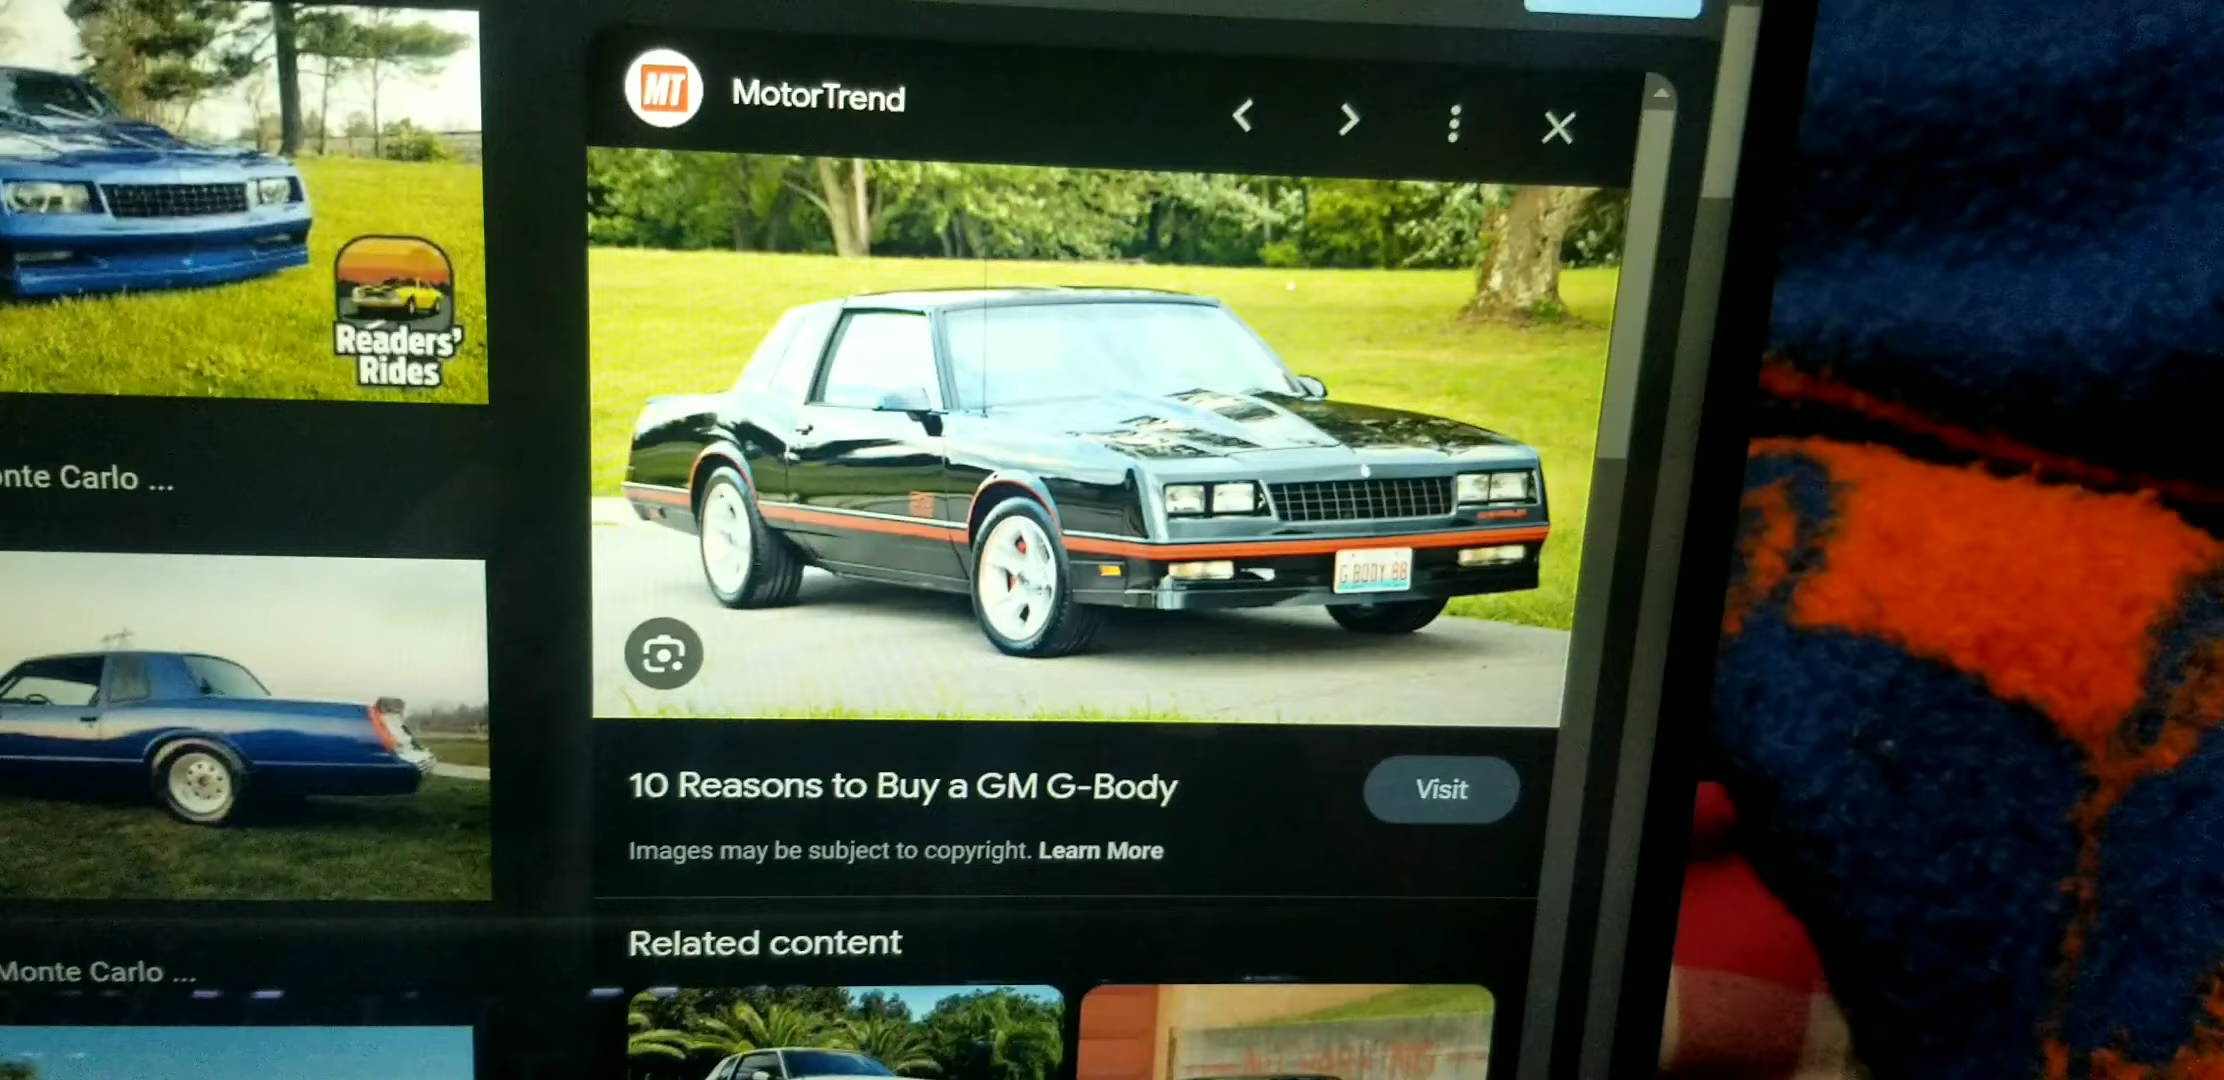 MT
MotorTrend
Readers'
Rides
onte Carlo ...
G BODY 88
10 Reasons to Buy a GM G-Body
Visit
Images may be subject to copyright. Learn More
Monte Carlo ...
Related content